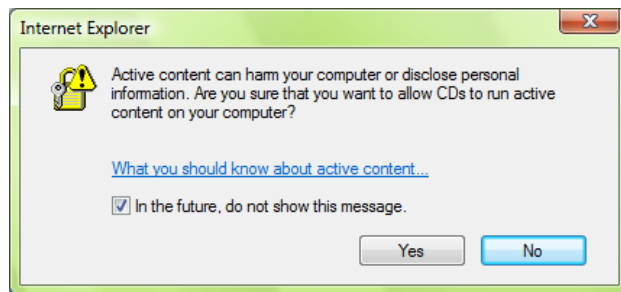 Internet Explorer
Active content can harm your computer or disclose personal
information. Are you sure that you want to allow CDs to run active
content on your computer?
What you should know about active content...
In the future, do not show this message.
Yes No